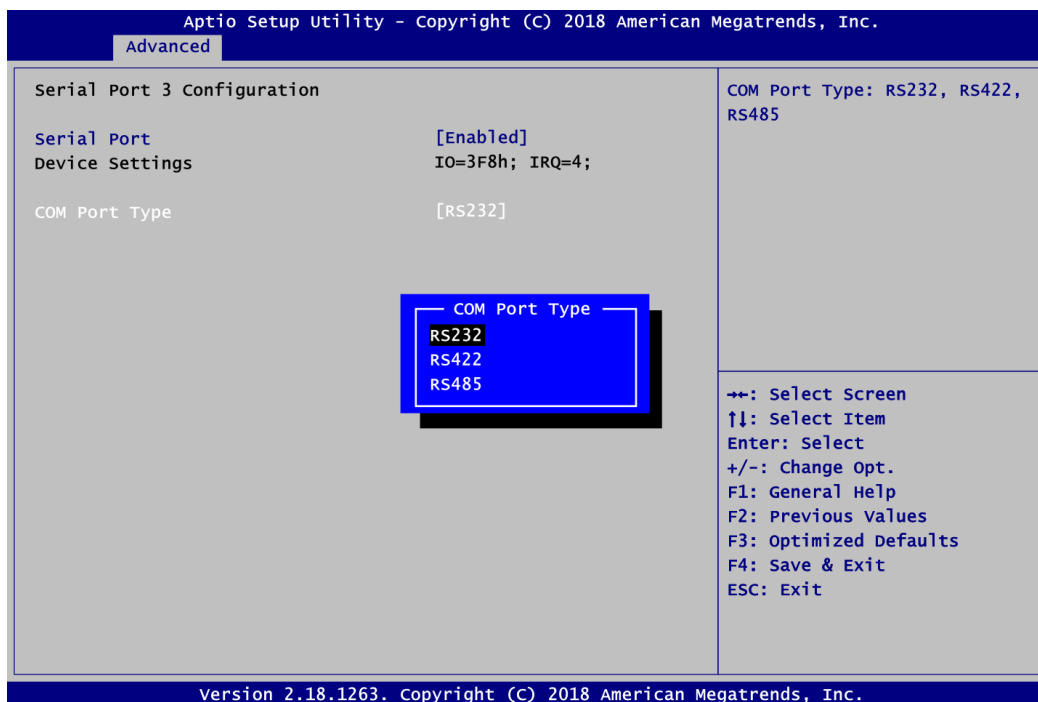 Aptio Setup Utility - Copyright (C) 2018 American Megatrends, Inc.
Advanced
Serial Port 3 Configuration
Serial Port [Enabled]
Device Settings IO=3F8h; IRQ=4;
COM Port Type [RS232]
COM Port Type
RS232
RS422
RS485
COM Port Type: RS232, RS422,
RS485
→←: Select Screen
↑↓: Select Item
Enter: Select
+/-: Change Opt.
F1: General Help
F2: Previous Values
F3: Optimized Defaults
F4: Save & Exit
ESC: Exit
Version 2.18.1263. Copyright (C) 2018 American Megatrends, Inc.